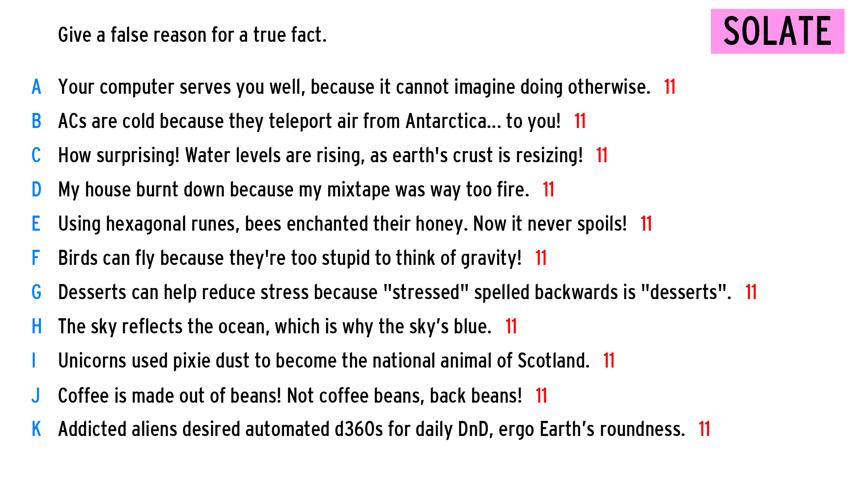 Give a false reason for a true fact.
SOLATE
A Your computer serves you well, because it cannot imagine doing otherwise. 11
B ACs are cold because they teleport air from Antarctica... to you! 11
C How surprising! Water levels are rising, as earth's crust is resizing! 11
D My house burnt down because my mixtape was way too fire. 11
E Using hexagonal runes, bees enchanted their honey. Now it never spoils! 11
F Birds can fly because they're too stupid to think of gravity! 11
G Desserts can help reduce stress because "stressed" spelled backwards is "desserts". 11
H The sky reflects the ocean, which is why the sky’s blue. 11
I Unicorns used pixie dust to become the national animal of Scotland. 11
J Coffee is made out of beans! Not coffee beans, back beans! 11
K Addicted aliens desired automated d360s for daily DnD, ergo Earth’s roundness. 11